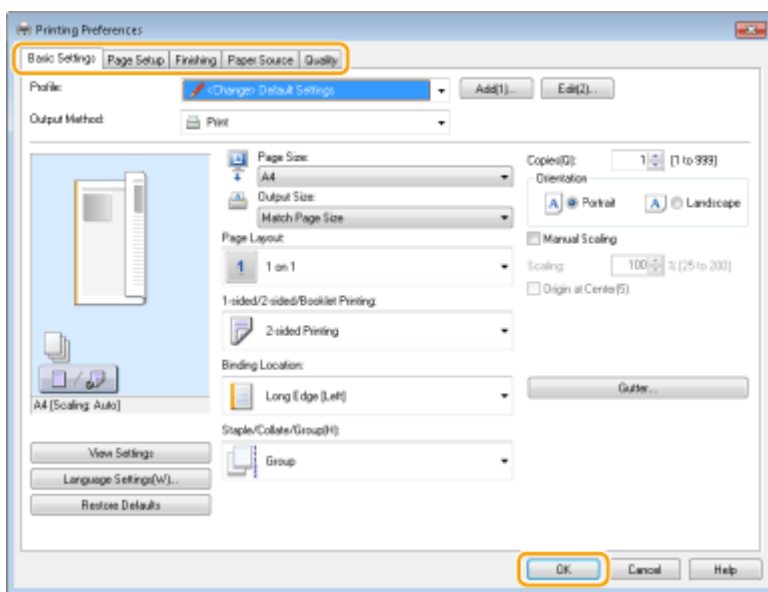 Printing Preferences
Basic Settings Page Setup Finishing Paper Source Quality
Profile: <Change> Default Settings Add(1)... Edit(2)...
Output Method: Print
Page Size:
A4
Output Size:
Match Page Size
Page Layout:
1 1 on 1
1-sided/2-sided/Booklet Printing:
2-sided Printing
Binding Location:
Long Edge [Left]
Staple/Collate/Group(H):
Group
Copies(Q): 1 [1 to 999]
Orientation
A Portrait A Landscape
Manual Scaling
Scaling: 100 % [25 to 200]
Origin at Center(5)
Gutter...
A4 [Scaling: Auto]
View Settings
Language Settings(W)...
Restore Defaults
OK Cancel Help